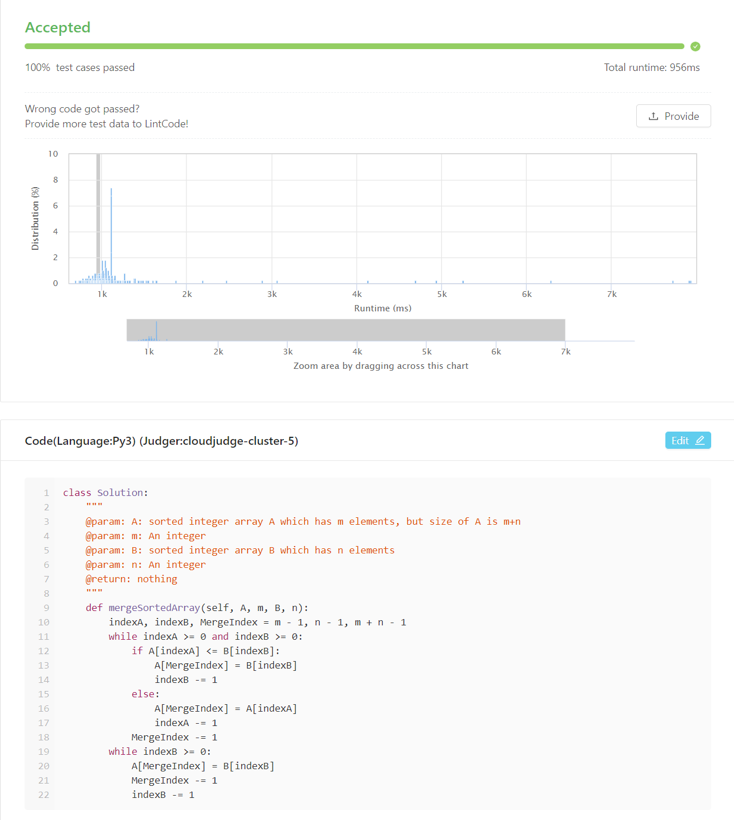 Accepted
100% test cases passed
Total runtime: 956ms
Wrong code got passed?
Provide more test data to LintCode!
Provide
10
8
6
4
2
0
Distribution (%)
1k 2k 3k 4k 5k 6k 7k
Runtime (ms)
1k 2k 3k 4k 5k 6k 7k
Zoom area by dragging across this chart
Code(Language:Py3) (Judger:cloudjudge-cluster-5)
Edit
1 class Solution:
2     """
3     @param: A: sorted integer array A which has m elements, but size of A is m+n
4     @param: m: An integer
5     @param: B: sorted integer array B which has n elements
6     @param: n: An integer
7     @return: nothing
8     """
9     def mergeSortedArray(self, A, m, B, n):
10         indexA, indexB, MergeIndex = m - 1, n - 1, m + n - 1
11         while indexA >= 0 and indexB >= 0:
12             if A[indexA] <= B[indexB]:
13                 A[MergeIndex] = B[indexB]
14                 indexB -= 1
15             else:
16                 A[MergeIndex] = A[indexA]
17                 indexA -= 1
18             MergeIndex -= 1
19         while indexB >= 0:
20             A[MergeIndex] = B[indexB]
21             MergeIndex -= 1
22             indexB -= 1